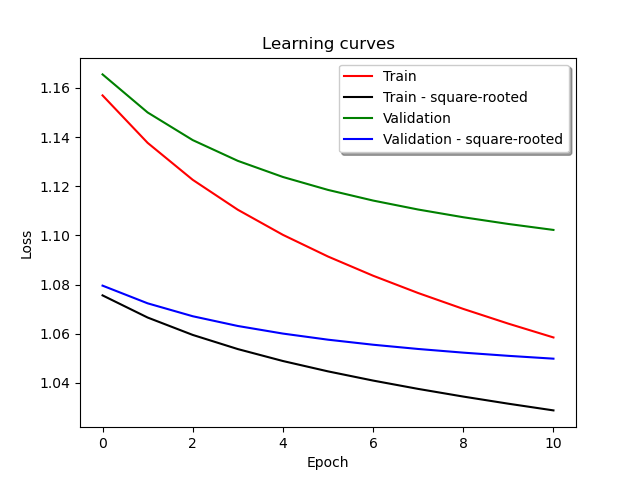 Learning curves
Train
Train - square-rooted
Validation
Validation - square-rooted
1.16
1.14
1.12
1.10
1.08
1.06
1.04
Loss
0 2 4 6 8 10
Epoch